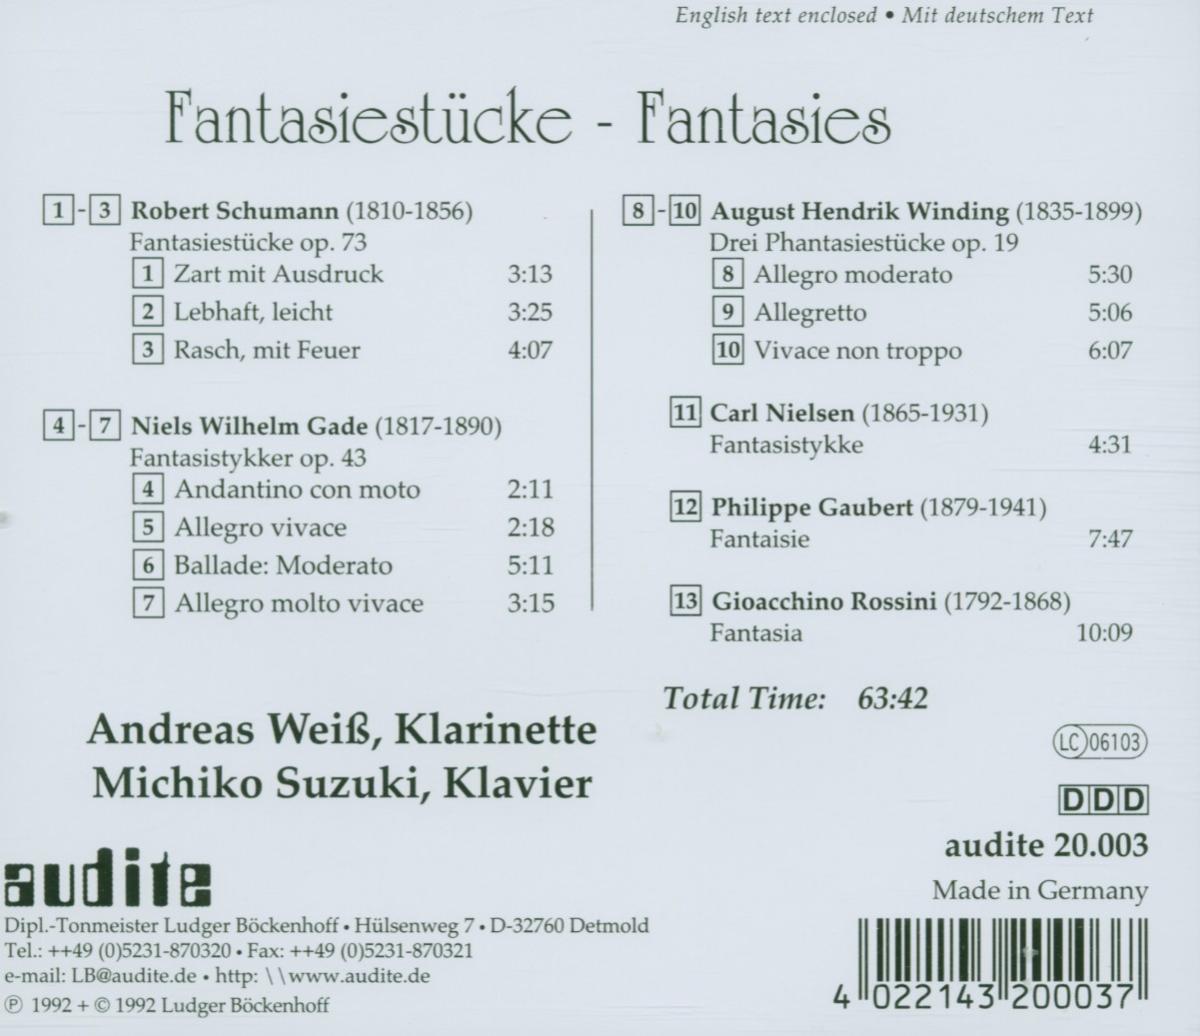 English text enclosed • Mit deutschem Text
Fantasiestücke - Fantasies
1 - 3 Robert Schumann (1810-1856)
Fantasiestücke op. 73
1 Zart mit Ausdruck 3:13
2 Lebhaft, leicht 3:25
3 Rasch, mit Feuer 4:07
4 - 7 Niels Wilhelm Gade (1817-1890)
Fantasistykker op. 43
4 Andantino con moto 2:11
5 Allegro vivace 2:18
6 Ballade: Moderato 5:11
7 Allegro molto vivace 3:15
8 - 10 August Hendrik Winding (1835-1899)
Drei Phantasiestücke op. 19
8 Allegro moderato 5:30
9 Allegretto 5:06
10 Vivace non troppo 6:07
11 Carl Nielsen (1865-1931)
Fantasistykke 4:31
12 Philippe Gaubert (1879-1941)
Fantaisie 7:47
13 Gioacchino Rossini (1792-1868)
Fantasia 10:09
Total Time: 63:42
Andreas Weiß, Klarinette
Michiko Suzuki, Klavier
LC 06103
DDD
audite 20.003
Made in Germany
audite
Dipl.-Tonmeister Ludger Böckenhoff • Hülsenweg 7 • D-32760 Detmold
Tel.: ++49 (0)5231-870320 • Fax: ++49 (0)5231-870321
e-mail: LB@audite.de • http: \\www.audite.de
℗ 1992 + © 1992 Ludger Böckenhoff
4 022143 200037